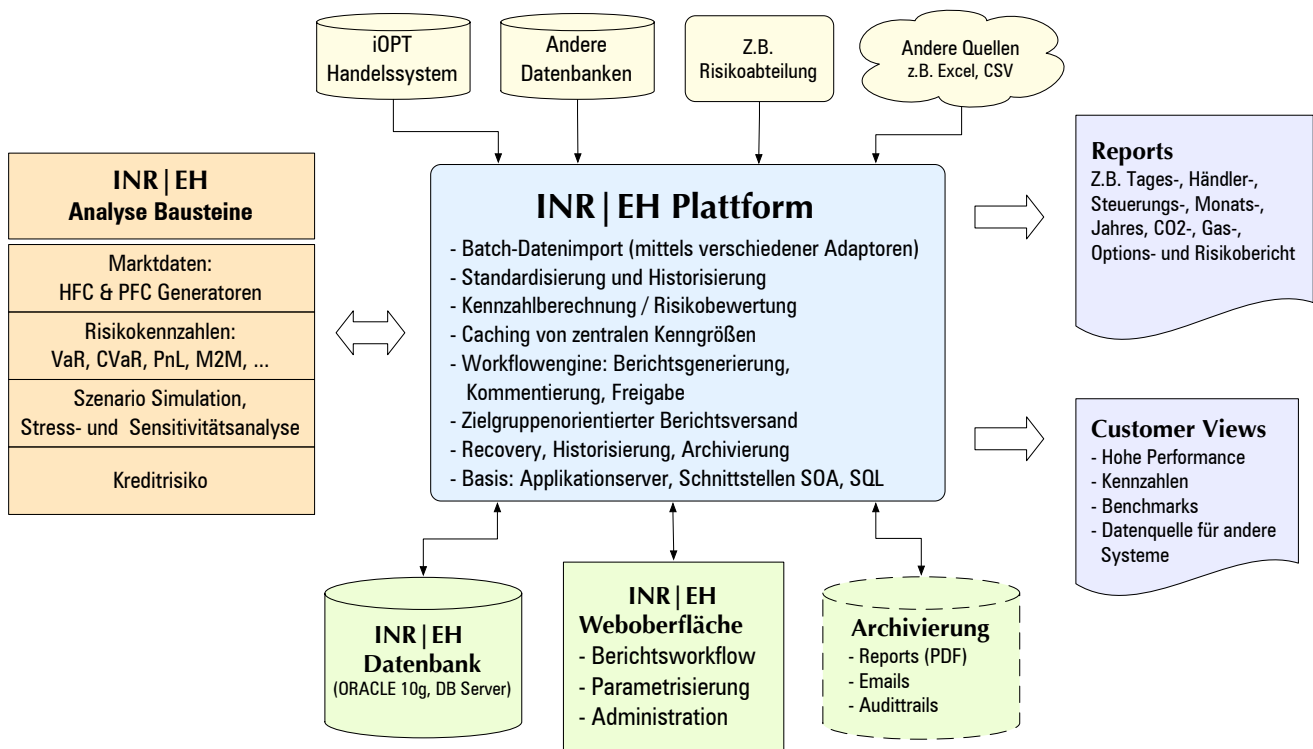 iOPT
Handelssystem
Andere
Datenbanken
Z.B.
Risikoabteilung
Andere Quellen
z.B. Excel, CSV
INR|EH
Analyse Bausteine
Marktdaten:
HFC & PFC Generatoren
Risikokennzahlen:
VaR, CVaR, PnL, M2M, ...
Szenario Simulation,
Stress- und Sensitivitätsanalyse
Kreditrisiko
INR|EH Plattform
- Batch-Datenimport (mittels verschiedener Adaptoren)
- Standardisierung und Historisierung
- Kennzahlberechnung / Risikobewertung
- Caching von zentralen Kenngrößen
- Workflowengine: Berichtsgenerierung,
Kommentierung, Freigabe
- Zielgruppenorientierter Berichtsversand
- Recovery, Historisierung, Archivierung
- Basis: Applikationserver, Schnittstellen SOA, SQL
Reports
Z.B. Tages-, Händler-,
Steuerungs-, Monats-,
Jahres, CO2-, Gas-,
Options- und Risikobericht
Customer Views
- Hohe Performance
- Kennzahlen
- Benchmarks
- Datenquelle für andere
Systeme
INR|EH
Datenbank
(ORACLE 10g, DB Server)
INR|EH
Weboberfläche
- Berichtsworkflow
- Parametrisierung
- Administration
Archivierung
- Reports (PDF)
- Emails
- Audittrails